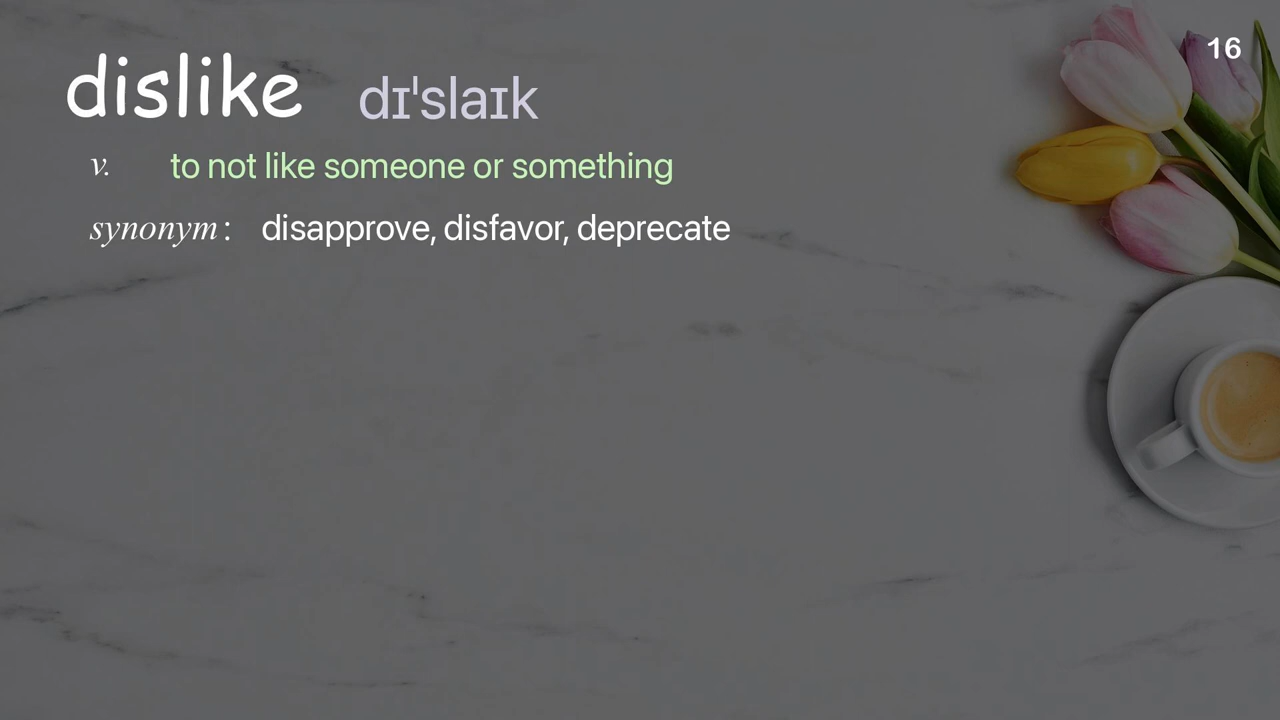 16
dislike dɪ'slaɪk
v. to not like someone or something
synonym : disapprove, disfavor, deprecate